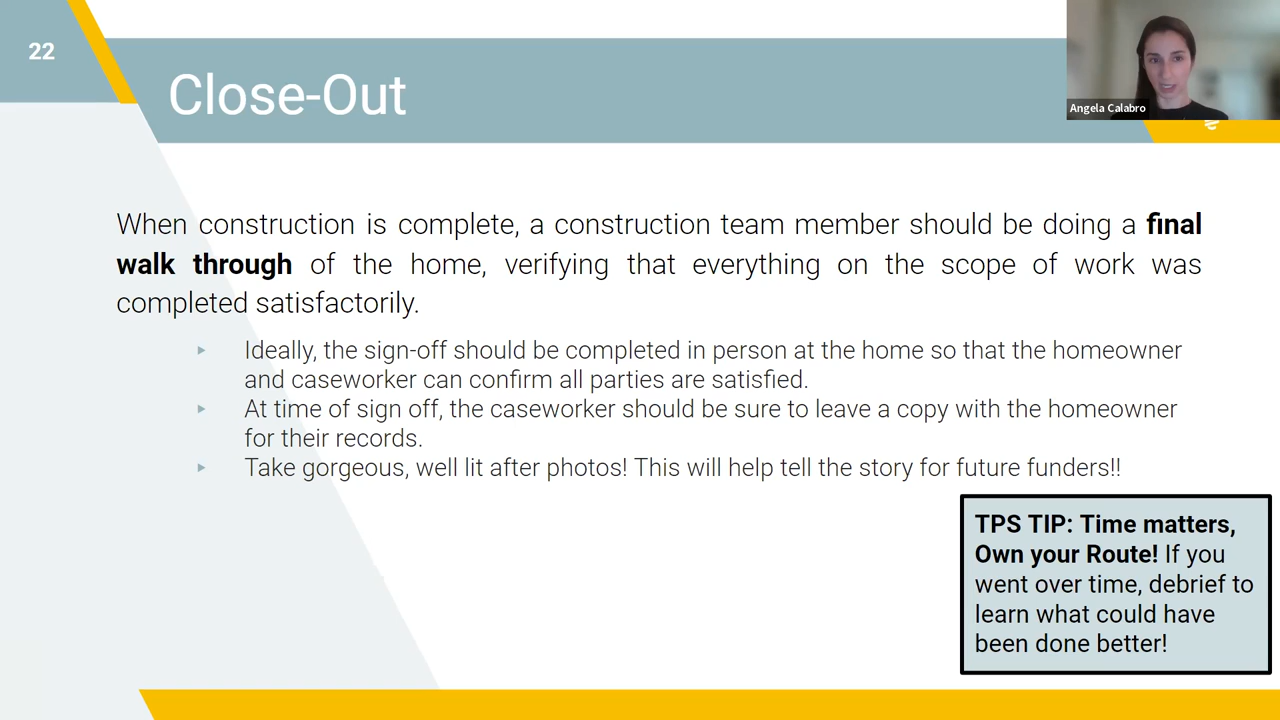 22
Close-Out
Angela Calabro
When construction is complete, a construction team member should be doing a final
walk through of the home, verifying that everything on the scope of work was
completed satisfactorily.
Ideally, the sign-off should be completed in person at the home so that the homeowner
and caseworker can confirm all parties are satisfied.
At time of sign off, the caseworker should be sure to leave a copy with the homeowner
for their records.
Take gorgeous, well lit after photos! This will help tell the story for future funders!!
TPS TIP: Time matters,
Own your Route! If you
went over time, debrief to
learn what could have
been done better!